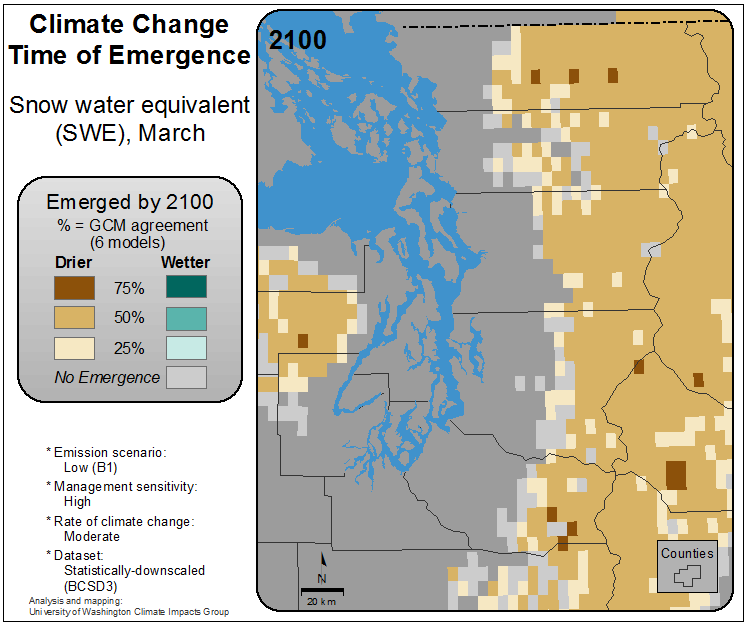 Climate Change
Time of Emergence
Snow water equivalent
(SWE), March
Emerged by 2100
% = GCM agreement
(6 models)
Drier Wetter
75%
50%
25%
No Emergence
* Emission scenario:
Low (B1)
* Management sensitivity:
High
* Rate of climate change:
Moderate
* Dataset:
Statistically-downscaled
(BCSD3)
Analysis and mapping:
University of Washington Climate Impacts Group
2100
N
20 km
Counties